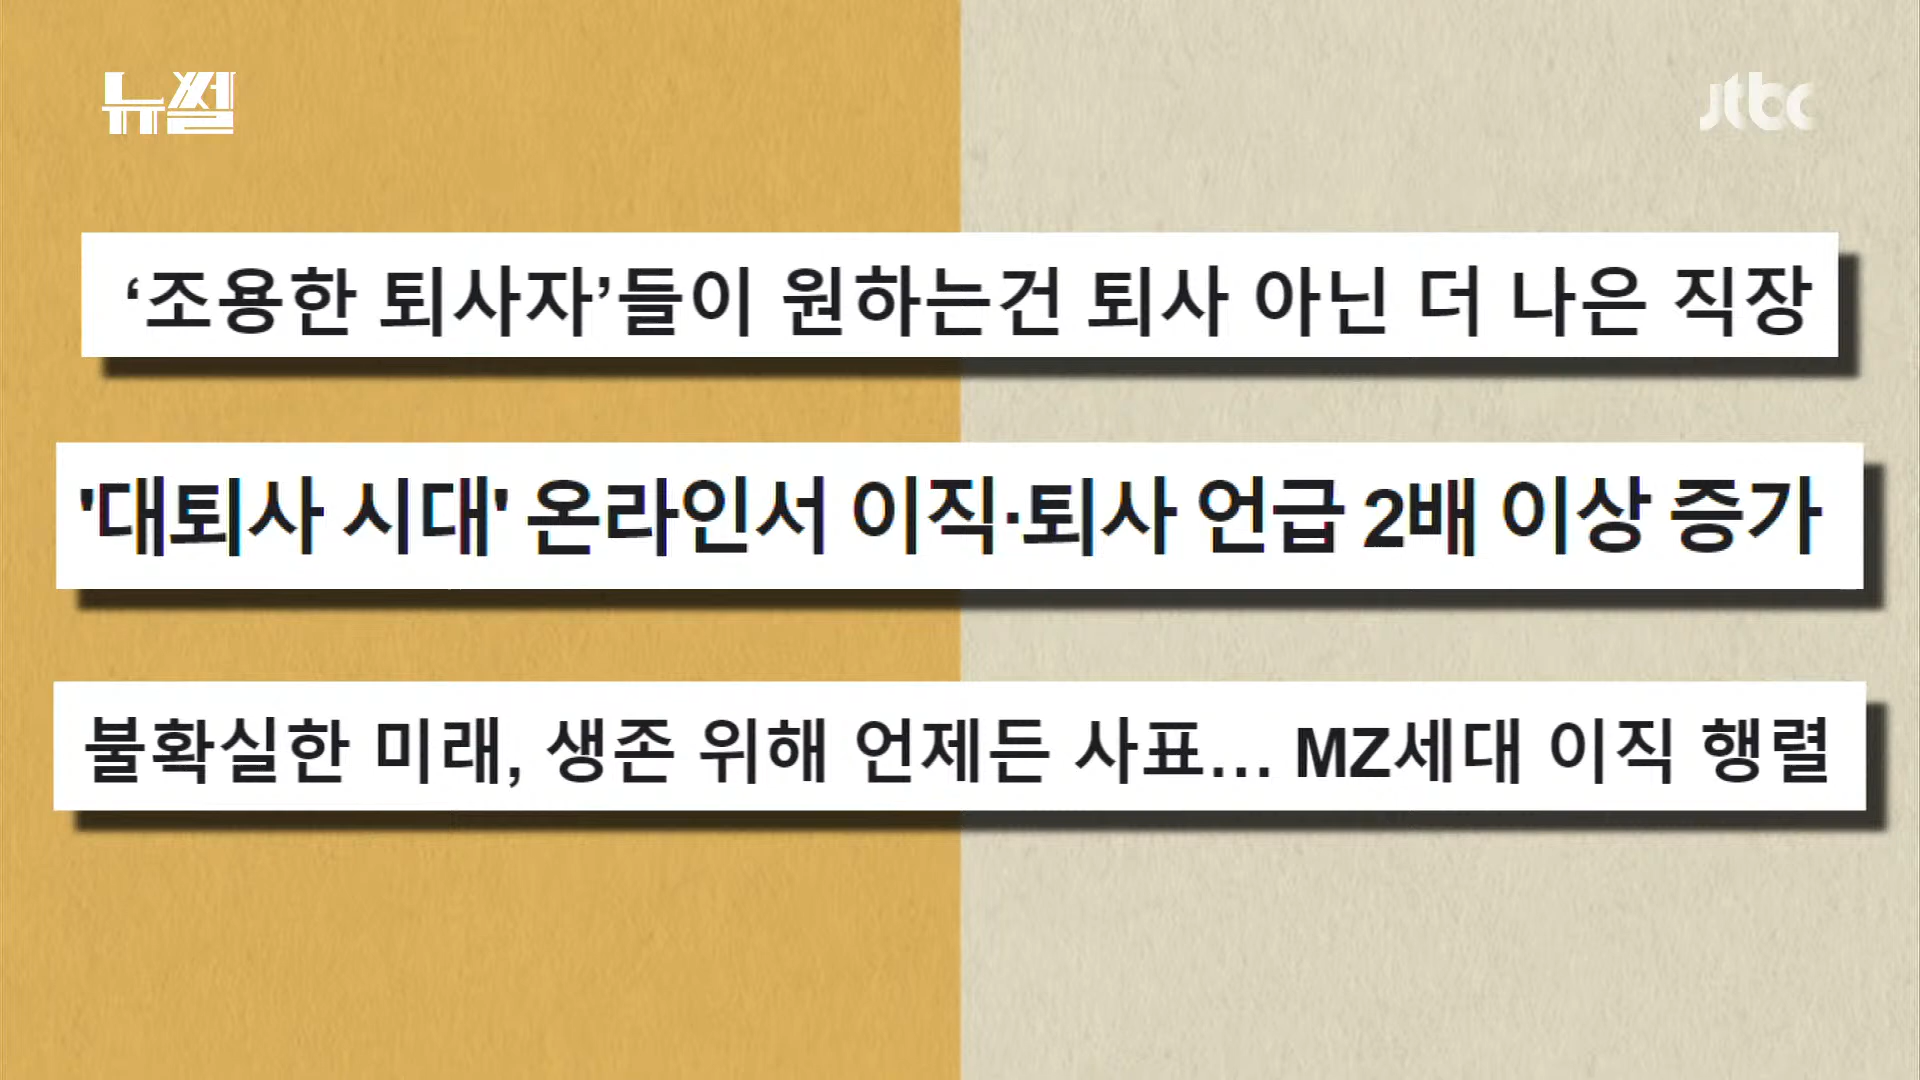 뉴썰
jtbc
‘조용한 퇴사자’들이 원하는건 퇴사 아닌 더 나은 직장
'대퇴사 시대' 온라인서 이직·퇴사 언급 2배 이상 증가
불확실한 미래, 생존 위해 언제든 사표… MZ세대 이직 행렬